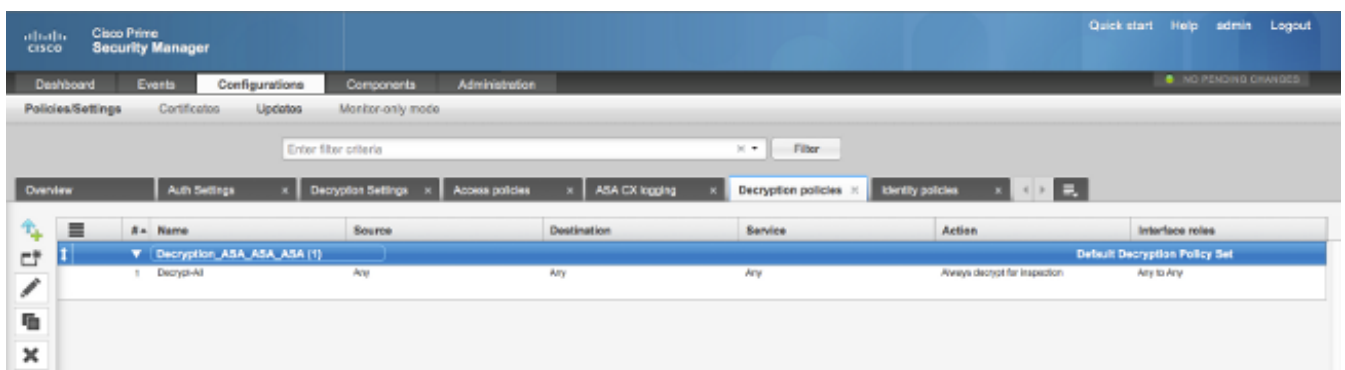 Quick start Help admin Logout
cisco
Cisco Prime
Security Manager
Dashboard Events Configurations Components Administration
NO PENDING CHANGES
Policies/Settings Certificates Updates Monitor-only mode
Enter filter criteria Filter
Overview Auth Settings Decryption Settings Access policies ASA CX logging Decryption policies Identity policies
# Name Source Destination Service Action Interface roles
Decryption_ASA_ASA_ASA (1) Default Decryption Policy Set
1 Decrypt-All Any Any Any Always decrypt for inspection Any to Any